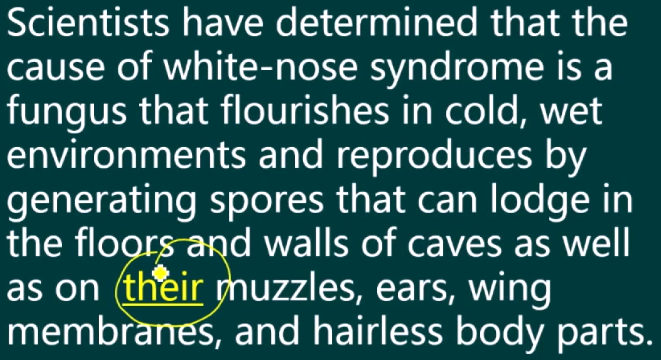 Scientists have determined that the
cause of white-nose syndrome is a
fungus that flourishes in cold, wet
environments and reproduces by
generating spores that can lodge in
the floors and walls of caves as well
as on their muzzles, ears, wing
membranes, and hairless body parts.